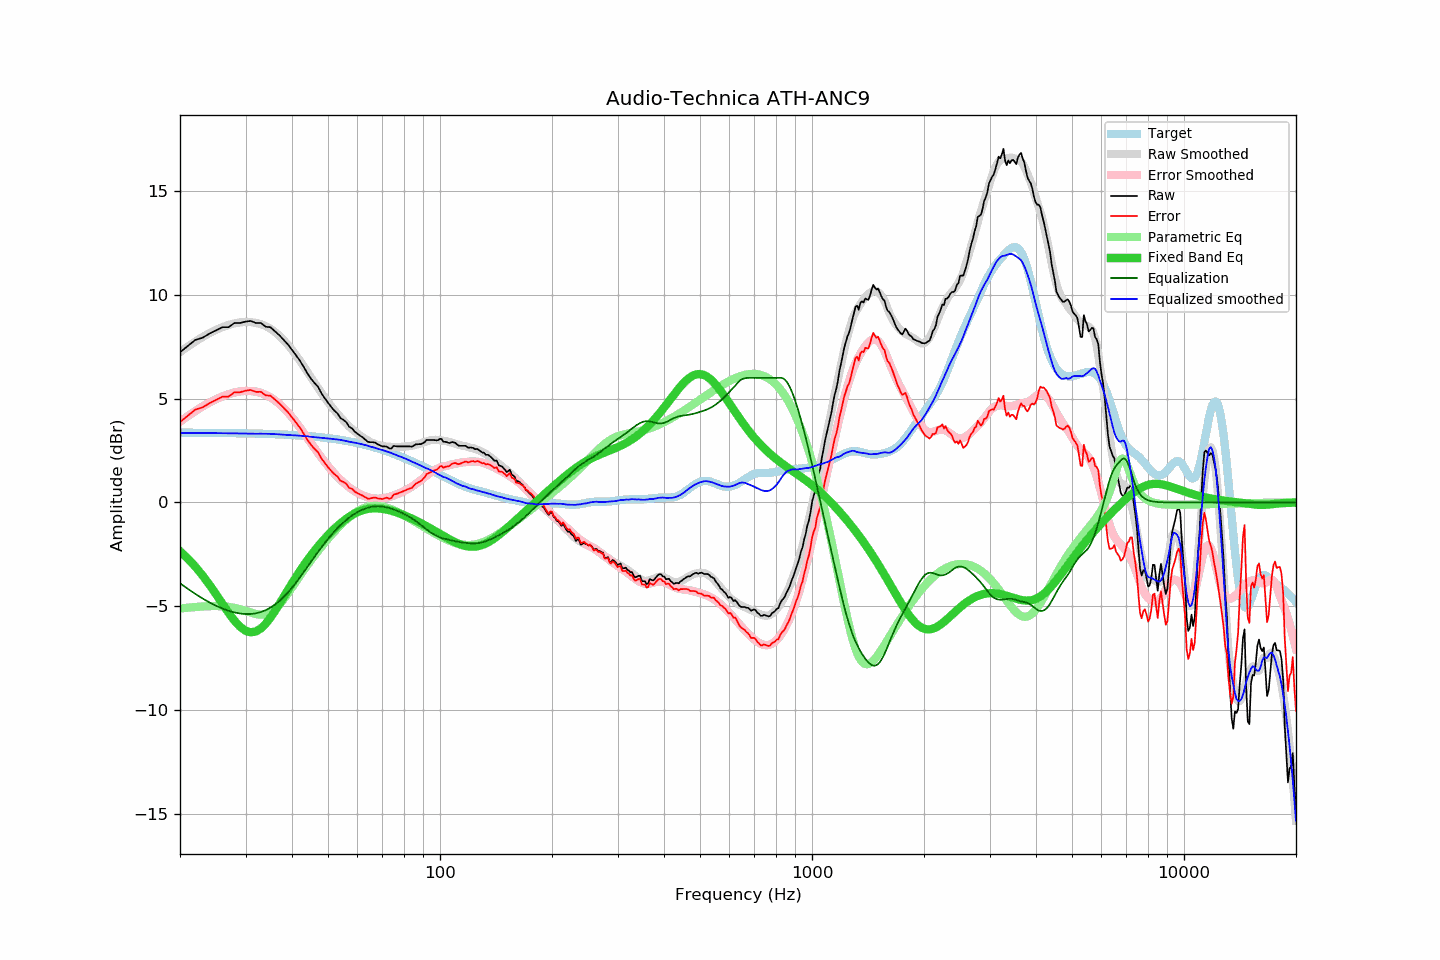 Audio-Technica ATH-ANC9
Target
Raw Smoothed
Error Smoothed
Raw
Error
Parametric Eq
Fixed Band Eq
Equalization
Equalized smoothed
Amplitude (dBr)
15
10
5
0
−5
−10
−15
100
1000
10000
Frequency (Hz)